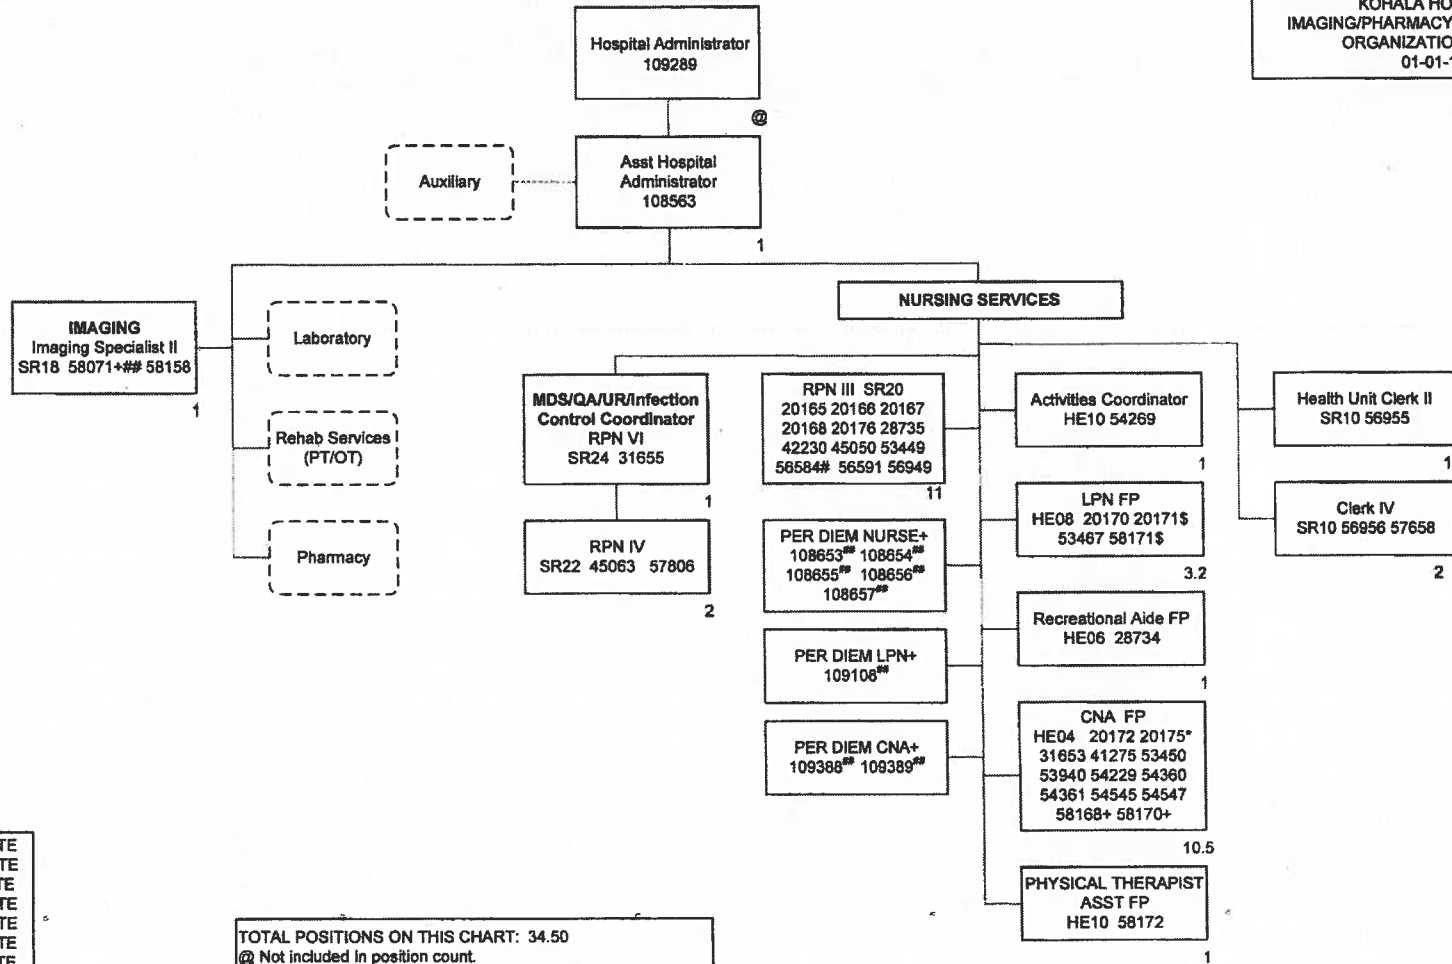 KOHALA HO
IMAGING/PHARMACY
ORGANIZATIO
01-01-1
Hospital Administrator
109289
@
Auxiliary
Asst Hospital
Administrator
108563
1
NURSING SERVICES
IMAGING
Imaging Specialist II
SR18 58071+## 58158
1
Laboratory
Rehab Services
(PT/OT)
Pharmacy
MDS/QA/UR/Infection
Control Coordinator
RPN VI
SR24 31655
1
RPN IV
SR22 45063 57806
2
RPN III SR20
20165 20166 20167
20168 20176 28735
42230 45050 53449
56584# 56591 56949
11
PER DIEM NURSE+
108653## 108654##
108655## 108656##
108657##
PER DIEM LPN+
109108##
PER DIEM CNA+
109388## 109389##
Activities Coordinator
HE10 54269
1
LPN FP
HE08 20170 20171$
53467 58171$
3.2
Recreational Aide FP
HE06 28734
1
CNA FP
HE04 20172 20175*
31653 41275 53450
53940 54229 54360
54361 54545 54547
58168+ 58170+
10.5
PHYSICAL THERAPIST
ASST FP
HE10 58172
1
Health Unit Clerk II
SR10 56955
1
Clerk IV
SR10 56956 57658
2
TE
TE
TE
TE
TE
TE
TE
TOTAL POSITIONS ON THIS CHART: 34.50
@ Not included in position count.